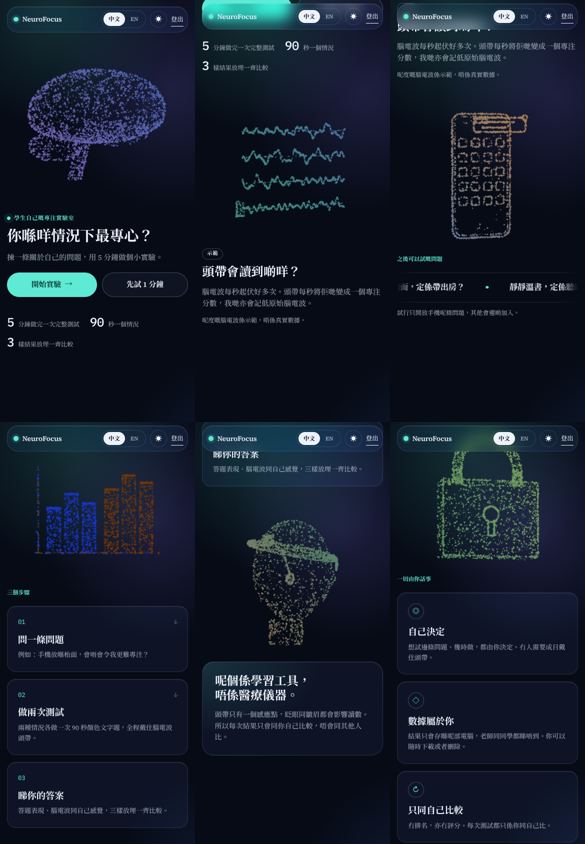 NeuroFocus
中文
EN
登出
學生自己嘅專注實驗室
你喺咩情況下最專心？
揀一條關於自己的問題，用 5 分鐘做個小實驗。
開始實驗 →
先試 1 分鐘
5 分鐘做完一次完整測試
90 秒一個情況
3 樣結果放埋一齊比較
NeuroFocus
中文
EN
登出
5 分鐘做完一次完整測試
90 秒一個情況
3 樣結果放埋一齊比較
示範
頭帶會讀到啲咩？
腦電波每秒起伏好多次。頭帶每秒將佢哋變成一個專注
分數，我哋亦會記低原始腦電波。
呢度嘅腦電波係示範，唔係真實數據。
NeuroFocus
中文
EN
登出
腦電波每秒起伏好多次。頭帶每秒將佢哋變成一個專注
分數，我哋亦會記低原始腦電波。
呢度嘅腦電波係示範，唔係真實數據。
之後可以試嘅問題
面，定係帶出房？
靜靜溫書，定係聽
試行只開放手機呢條問題，其他會遲啲加入。
NeuroFocus
中文
EN
登出
三個步驟
01
問一條問題
例如：手機放喺枱面，會唔會令我更難專注？
02
做兩次測試
兩種情況各做一次 90 秒顏色文字題，全程戴住腦電波
頭帶。
03
睇你的答案
答題表現、腦電波同自己感覺，三樣放埋一齊比較。
NeuroFocus
中文
EN
登出
睇你的答案
答題表現、腦電波同自己感覺，三樣放埋一齊比較。
呢個係學習工具，
唔係醫療儀器。
頭帶只有一個感應點，眨眼同皺眉都會影響讀數。
所以每次結果只會同你自己比較，唔會同其他人
比。
NeuroFocus
中文
EN
登出
一切由你話事
自己決定
想試邊條問題、幾時做，都由你決定。冇人需要成日戴
住頭帶。
數據屬於你
結果只會存喺呢部電腦，老師同同學都睇唔到。你可以
隨時下載或者刪除。
只同自己比較
冇排名，亦冇評分。每次測試都只係你同自己比。